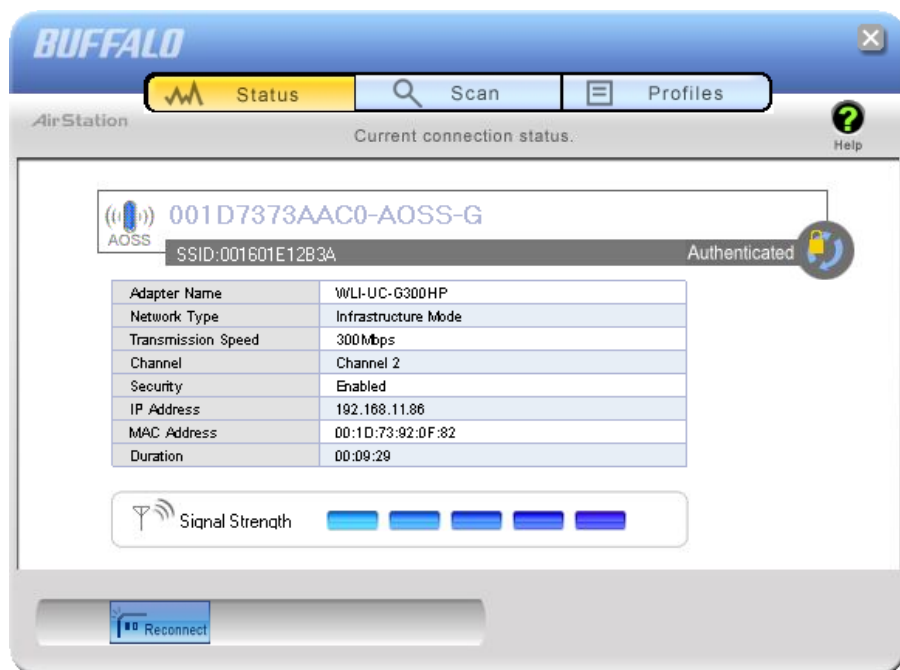 BUFFALO
Status
Scan
Profiles
AirStation
Current connection status.
Help
AOSS
001D7373AAC0-AOSS-G
SSID:001601E12B3A
Authenticated
Adapter Name WLI-UC-G300HP
Network Type Infrastructure Mode
Transmission Speed 300Mbps
Channel Channel 2
Security Enabled
IP Address 192.168.11.86
MAC Address 00:1D:73:92:0F:82
Duration 00:09:29
Signal Strength
Reconnect